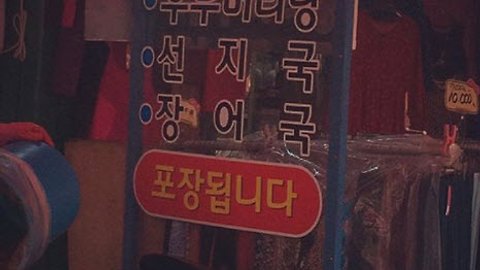 • 선지국
• 장어국
포장됩니다
10.000